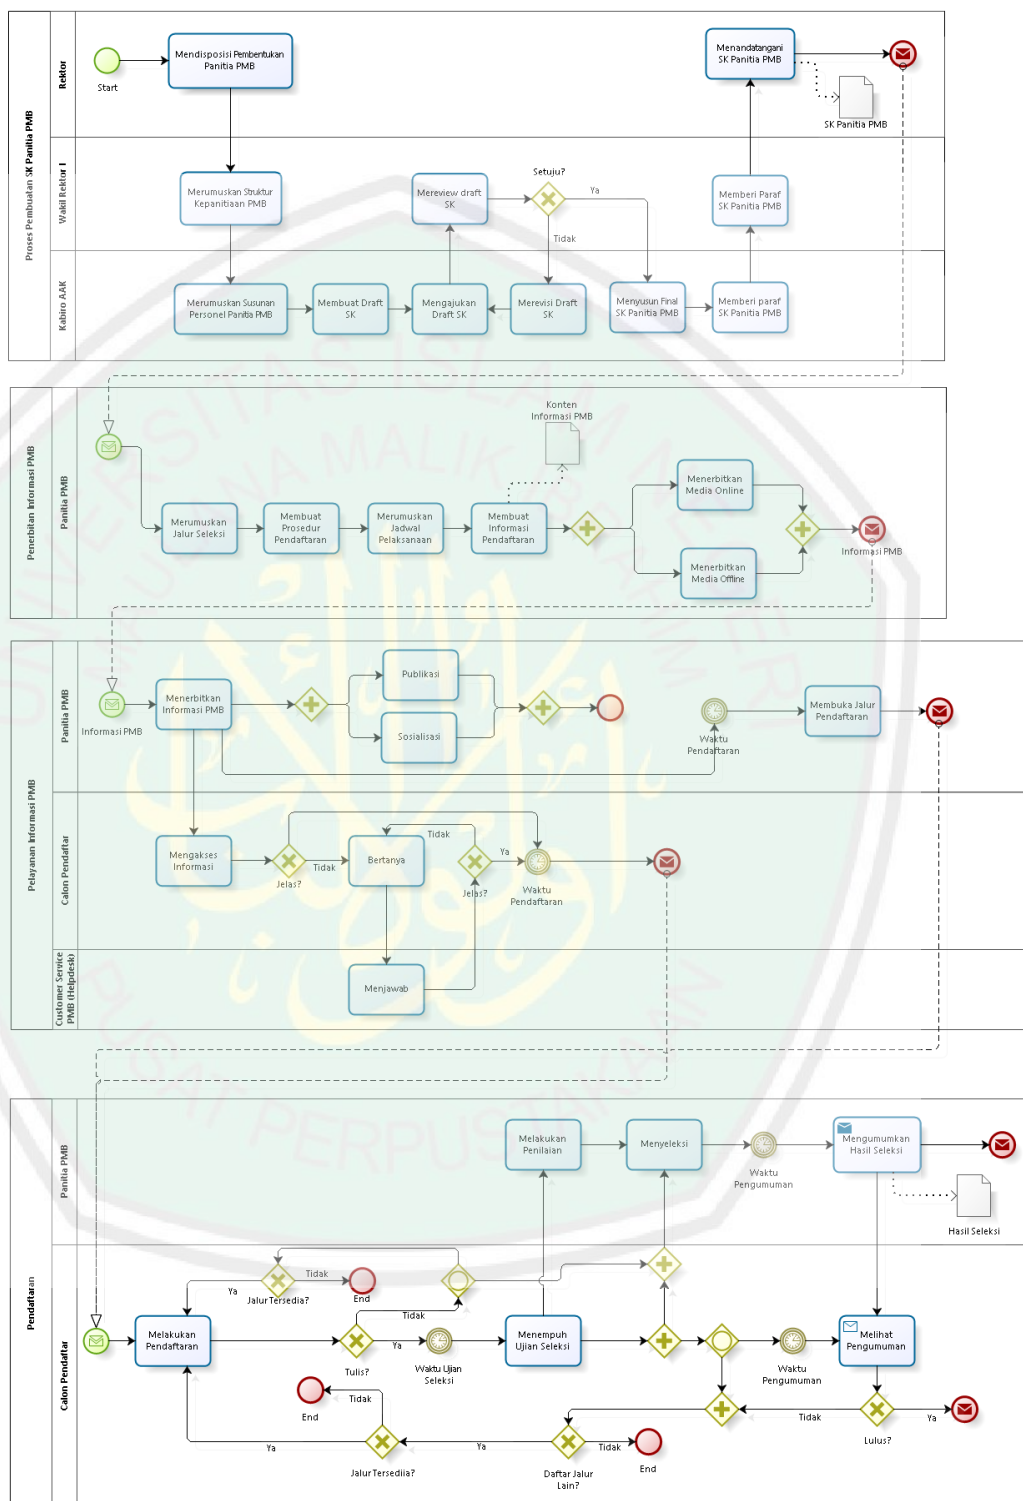 Proses Pembuatan SK Panitia PMB
Rektor
Start
Mendisposisi Pembentukan
Panitia PMB
Menandatangani
SK Panitia PMB
SK Panitia PMB
Wakil Rektor I
Merumuskan Struktur
Kepanitiaan PMB
Mereview draft
SK
Setuju?
Ya
Tidak
Memberi Paraf
SK Panitia PMB
Kabiro AAK
Merumuskan Susunan
Personel Panitia PMB
Membuat Draft
SK
Mengajukan
Draft SK
Merevisi Draft
SK
Menyusun Final
SK Panitia PMB
Memberi paraf
SK Panitia PMB
Penerbitan Informasi PMB
Panitia PMB
Konten
Informasi PMB
Merumuskan
Jalur Seleksi
Membuat
Prosedur
Pendaftaran
Merumuskan
Jadwal
Pelaksanaan
Membuat
Informasi
Pendaftaran
Menerbitkan
Media Online
Menerbitkan
Media Offline
Informasi PMB
Pelayanan Informasi PMB
Panitia PMB
Informasi PMB
Menerbitkan
Informasi PMB
Publikasi
Sosialisasi
Waktu
Pendaftaran
Membuka Jalur
Pendaftaran
Calon Pendaftar
Mengakses
Informasi
Jelas?
Tidak
Bertanya
Tidak
Jelas?
Ya
Waktu
Pendaftaran
Customer Service
PMB (Helpdesk)
Menjawab
Pendaftaran
Panitia PMB
Melakukan
Penilaian
Menyeleksi
Waktu
Pengumuman
Mengumumkan
Hasil Seleksi
Hasil Seleksi
Calon Pendaftar
Ya
Jalur Tersedia?
Tidak
End
Melakukan
Pendaftaran
Tidak
Tulis?
Ya
Waktu Ujian
Seleksi
Menempuh
Ujian Seleksi
Waktu
Pengumuman
Melihat
Pengumuman
End
Tidak
Ya
Jalur Tersediia?
Ya
Daftar Jalur
Lain?
Tidak
End
Tidak
Lulus?
Ya
UNIVERSITAS ISLAM NEGERI
MAULANA MALIK IBRAHIM
PUSAT PERPUSTAKAAN